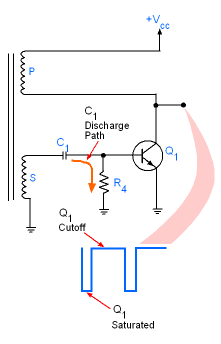 +Vcc
P
C1
Discharge
Path
C1
Q1
S
R4
Q1
Cutoff
Q1
Saturated